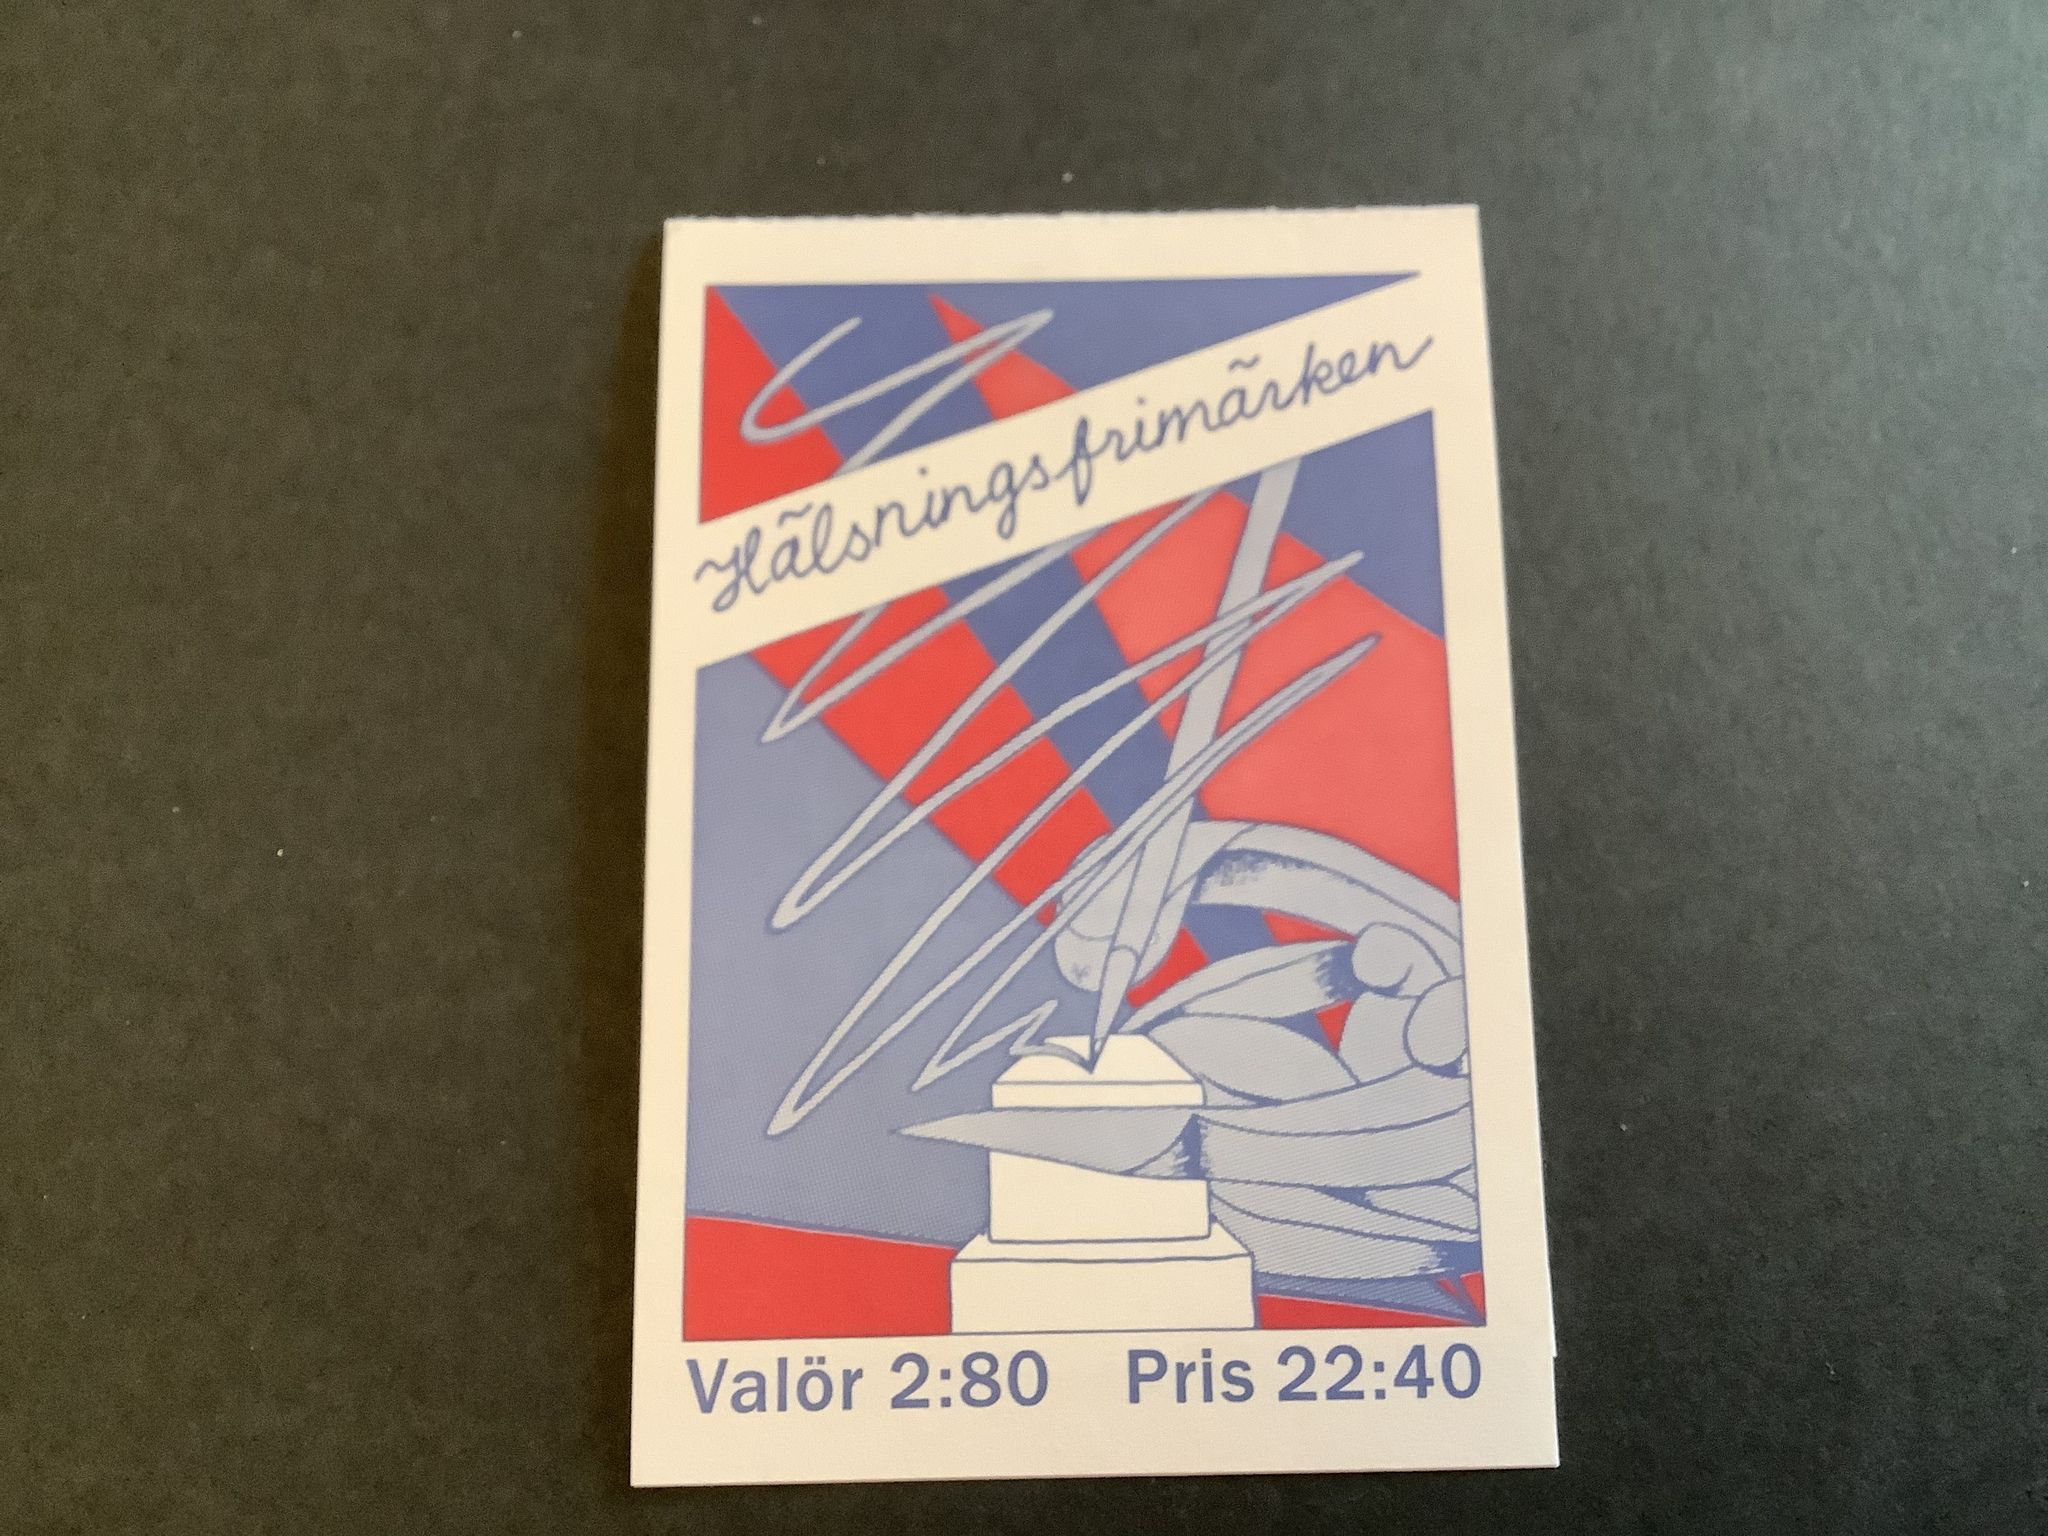 Hälsningsfrimärken
Valör 2:80 Pris 22:40